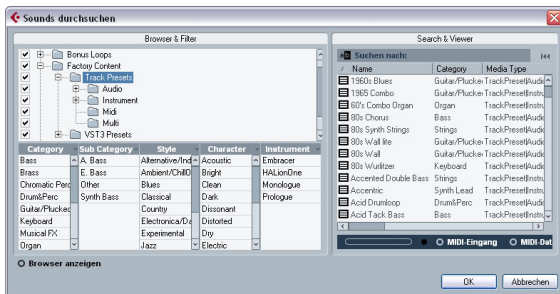 Sounds durchsuchen
Browser & Filter
Bonus Loops
Factory Content
Track Presets
Audio
Instrument
Midi
Multi
VST3 Presets
Category Sub Category Style Character Instrument
Bass A. Bass Alternative/Ind Acoustic Embracer
Brass E. Bass Ambient/ChillO Bright HALionOne
Chromatic Perc Other Blues Clean Monologue
Drum&Perc Synth Bass Classical Dark Prologue
Guitar/Plucked Country Dissonant
Keyboard Electronica/Da Distorted
Musical FX Experimental Dry
Organ Jazz Electric
Browser anzeigen
Search & Viewer
Suchen nach:
Name Category Media Type
1960s Blues Guitar/Plucke TrackPreset|Audio
1965 Combo Guitar/Plucke TrackPreset|Audio
60's Combo Organ Organ TrackPreset|Instru
80s Chorus Bass TrackPreset|Audio
80s Synth Strings Strings TrackPreset|Instru
80s Wall lite Guitar/Plucke TrackPreset|Audio
80s Wall Guitar/Plucke TrackPreset|Audio
80s Wurlitzer Keyboard TrackPreset|Audio
Accented Double Bass Strings TrackPreset|Instru
Accentric Synth Lead TrackPreset|Instru
Acid Drumloop Drum&Perc TrackPreset|Audio
Acid Tack Bass Bass TrackPreset|Instru
MIDI-Eingang MIDI-Dat
OK Abbrechen